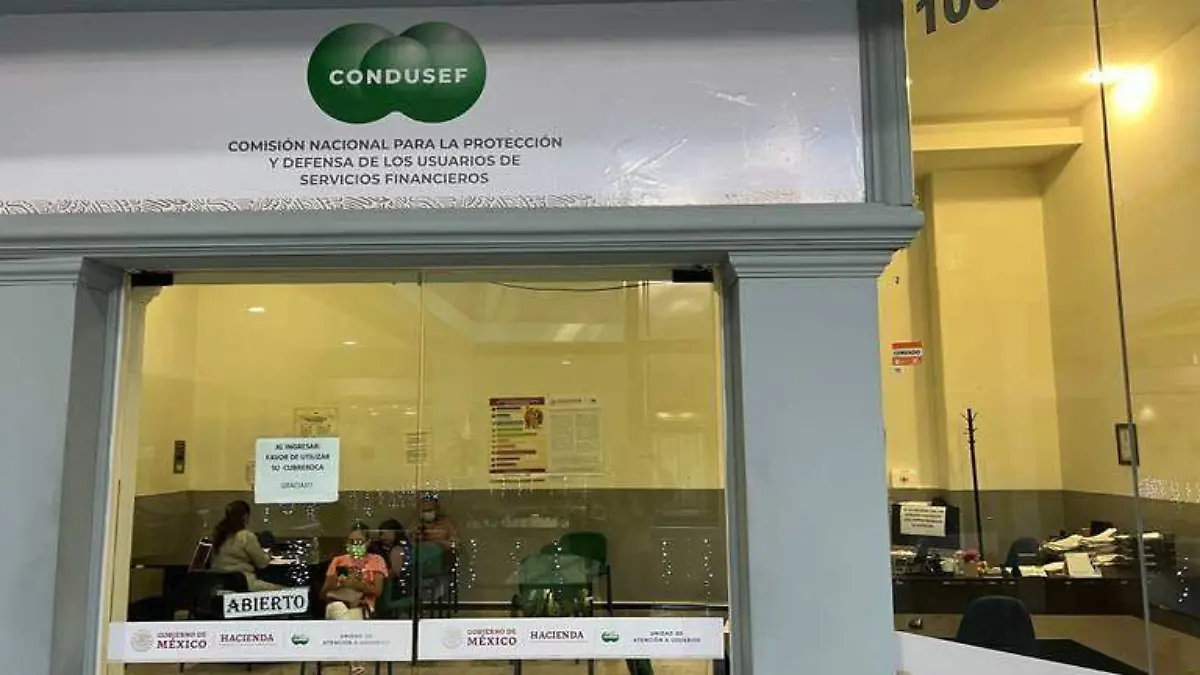 100
CONDUSEF
COMISIÓN NACIONAL PARA LA PROTECCIÓN
Y DEFENSA DE LOS USUARIOS DE
SERVICIOS FINANCIEROS
AL INGRESAR:
FAVOR DE UTILIZAR
SU CUBREBOCA
GRACIAS!!!
ABIERTO
GOBIERNO DE
MÉXICO
HACIENDA
UNIDAD DE
ATENCIÓN A USUARIOS
GOBIERNO DE
MÉXICO
HACIENDA
UNIDAD DE
ATENCIÓN A USUARIOS